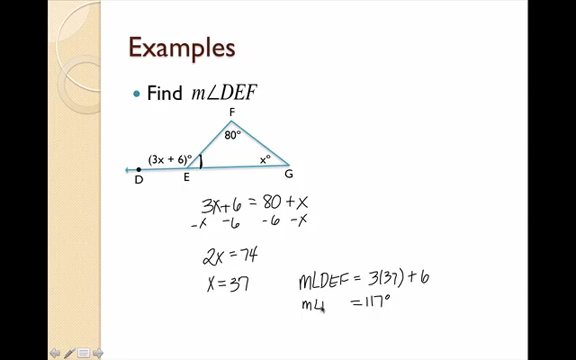 Examples
• Find m∠DEF
F
80°
(3x + 6)°
x°
D
E
G
3x+6 = 80 + x
-x -6 -6 -x
2x = 74
x = 37
m∠DEF = 3(37) + 6
m∠ = 117°